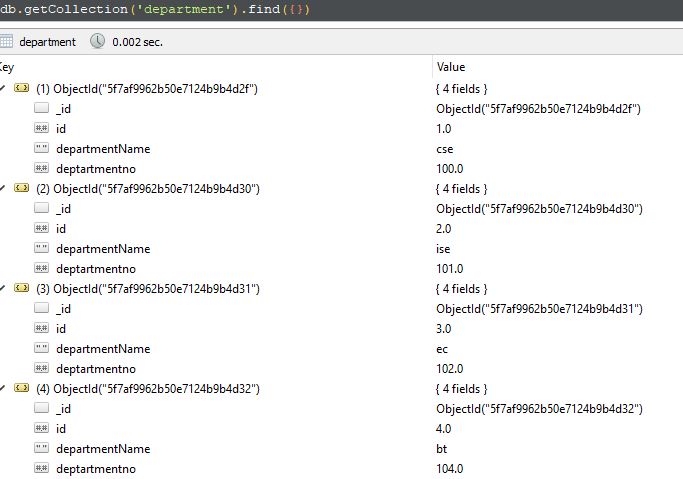 db.getCollection('department').find({})
department 0.002 sec.
Key Value
(1) ObjectId("5f7af9962b50e7124b9b4d2f") { 4 fields }
_id ObjectId("5f7af9962b50e7124b9b4d2f")
## id 1.0
" " departmentName cse
## deptartmentno 100.0
(2) ObjectId("5f7af9962b50e7124b9b4d30") { 4 fields }
_id ObjectId("5f7af9962b50e7124b9b4d30")
## id 2.0
" " departmentName ise
## deptartmentno 101.0
(3) ObjectId("5f7af9962b50e7124b9b4d31") { 4 fields }
_id ObjectId("5f7af9962b50e7124b9b4d31")
## id 3.0
" " departmentName ec
## deptartmentno 102.0
(4) ObjectId("5f7af9962b50e7124b9b4d32") { 4 fields }
_id ObjectId("5f7af9962b50e7124b9b4d32")
## id 4.0
" " departmentName bt
## deptartmentno 104.0